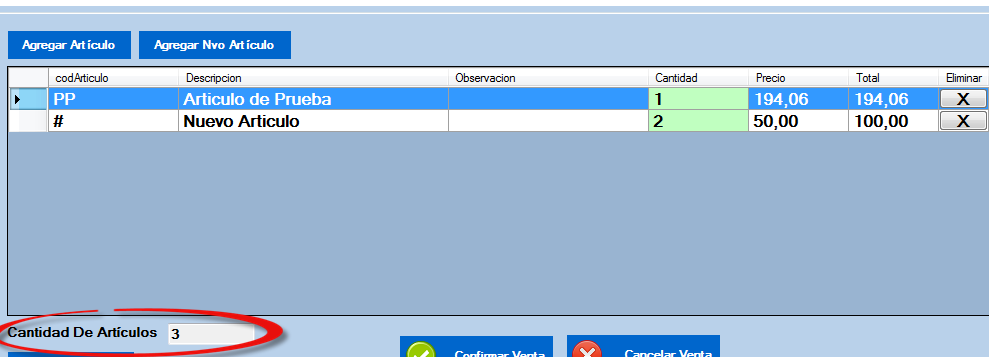 Agregar Artículo Agregar Nvo Artículo
codArticulo Descripcion Observacion Cantidad Precio Total Eliminar
PP Articulo de Prueba 1 194,06 194,06 X
# Nuevo Articulo 2 50,00 100,00 X
Cantidad De Artículos 3
Confirmar Venta Cancelar Venta